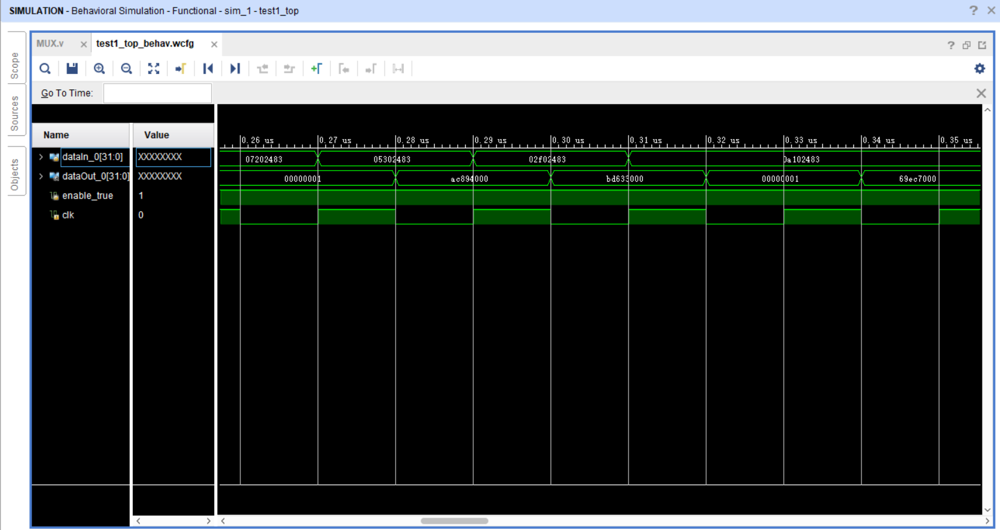 SIMULATION - Behavioral Simulation - Functional - sim_1 - test1_top
Scope
Sources
Objects
MUX.v
test1_top_behav.wcfg
Go To Time:
Name Value
dataIn_0[31:0] XXXXXXXX
dataOut_0[31:0] XXXXXXXX
enable_true 1
clk 0
0.26 us 0.27 us 0.28 us 0.29 us 0.30 us 0.31 us 0.32 us 0.33 us 0.34 us 0.35 us
07202483 05302483 02f02483 0a102483
00000001 ac894000 bd633000 00000001 69ec7000